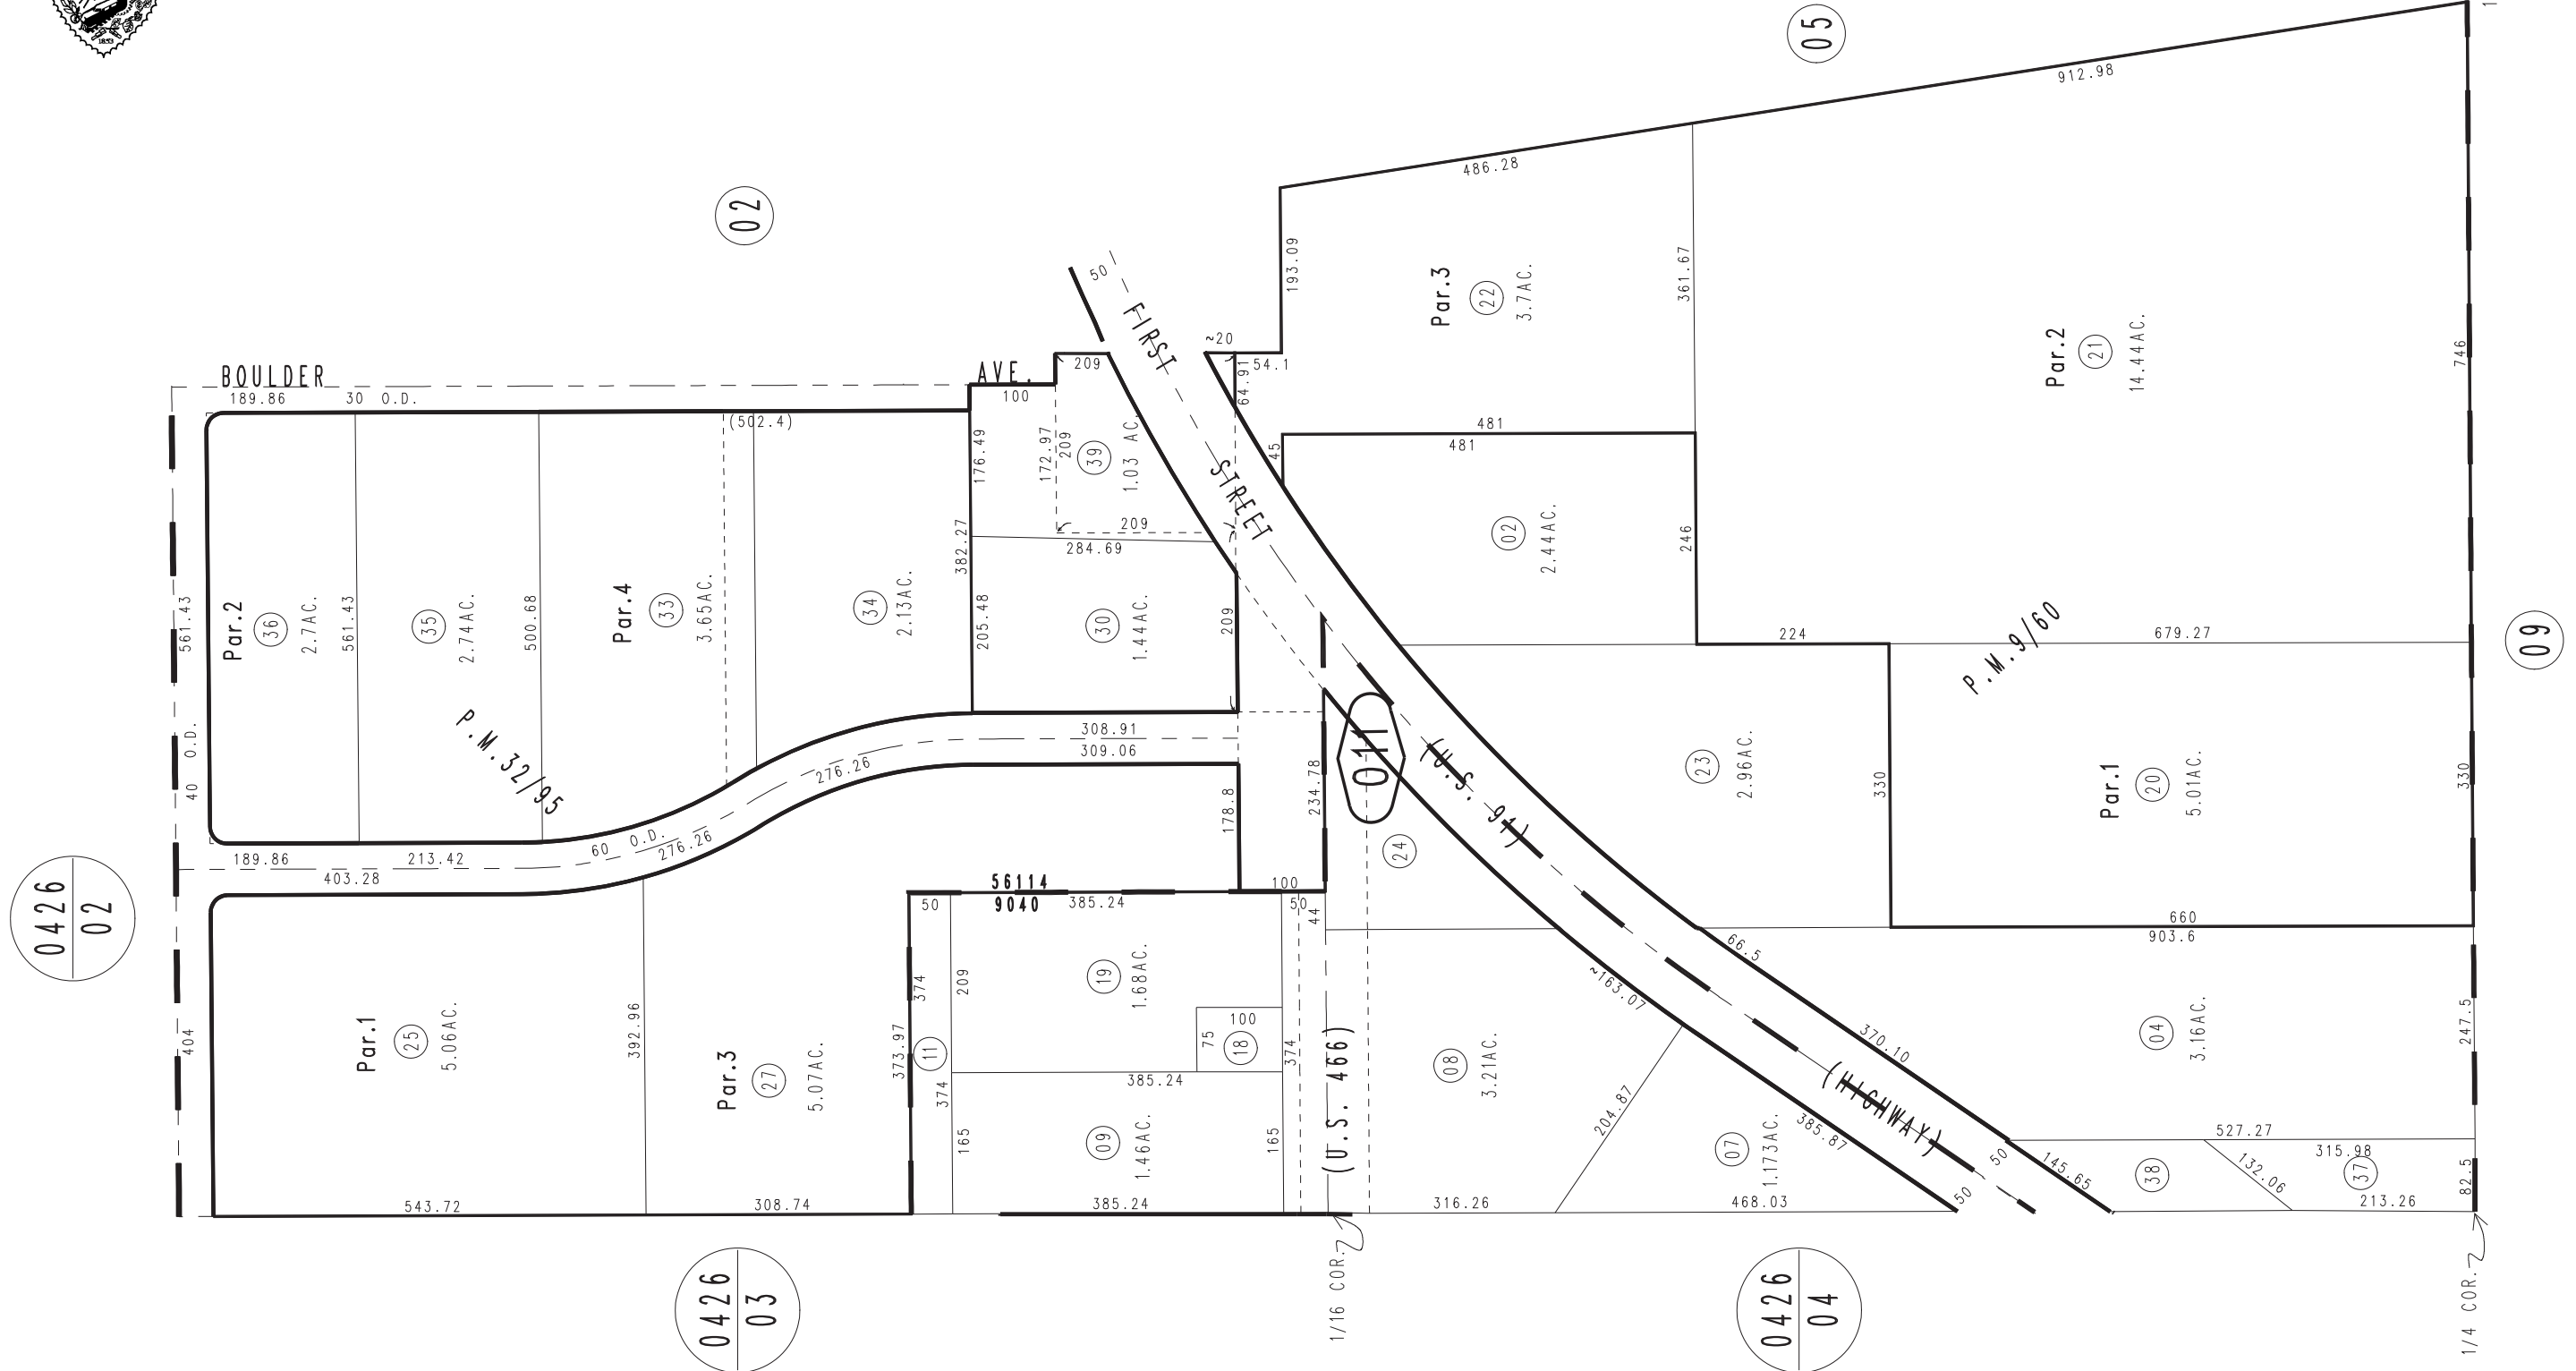 1853
05
1
912.98
02
486.28
50
193.09
Par.3
22
3.7AC.
361.67
FIRST
STREET
~20
209
54.1
64.91
Par.2
21
14.44AC.
746
BOULDER
AVE.
189.86
30 O.D.
100
(502.4)
481
481
45
176.49
172.97
209
39
1.03 AC.
209
284.69
382.27
02
2.44AC.
246
561.43
Par.2
36
2.7AC.
561.43
35
2.74AC.
500.68
Par.4
33
3.65AC.
34
2.13AC.
205.48
30
1.44AC.
209
224
679.27
P.M.9/60
09
P.M.32/95
40 O.D.
308.91
309.06
276.26
276.26
60 O.D.
178.8
234.78
011
(U.S. 91)
24
23
2.96AC.
330
Par.1
20
5.01AC.
330
189.86
213.42
403.28
0426
02
56114
9040
50
385.24
100
50
44
660
903.6
66.5
~163.07
374
209
19
1.68AC.
404
Par.1
25
5.06AC.
392.96
Par.3
27
5.07AC.
373.97
11
374
100
75
18
374
(U.S. 466)
385.24
08
3.21AC.
370.10
04
3.16AC.
247.5
(HIGHWAY)
165
09
1.46AC.
165
204.87
07
1.173AC.
385.87
527.27
315.98
50
145.65
38
132.06
37
82.5
50
543.72
308.74
385.24
316.26
468.03
213.26
0426
03
1/16 COR.
0426
04
1/4 COR.